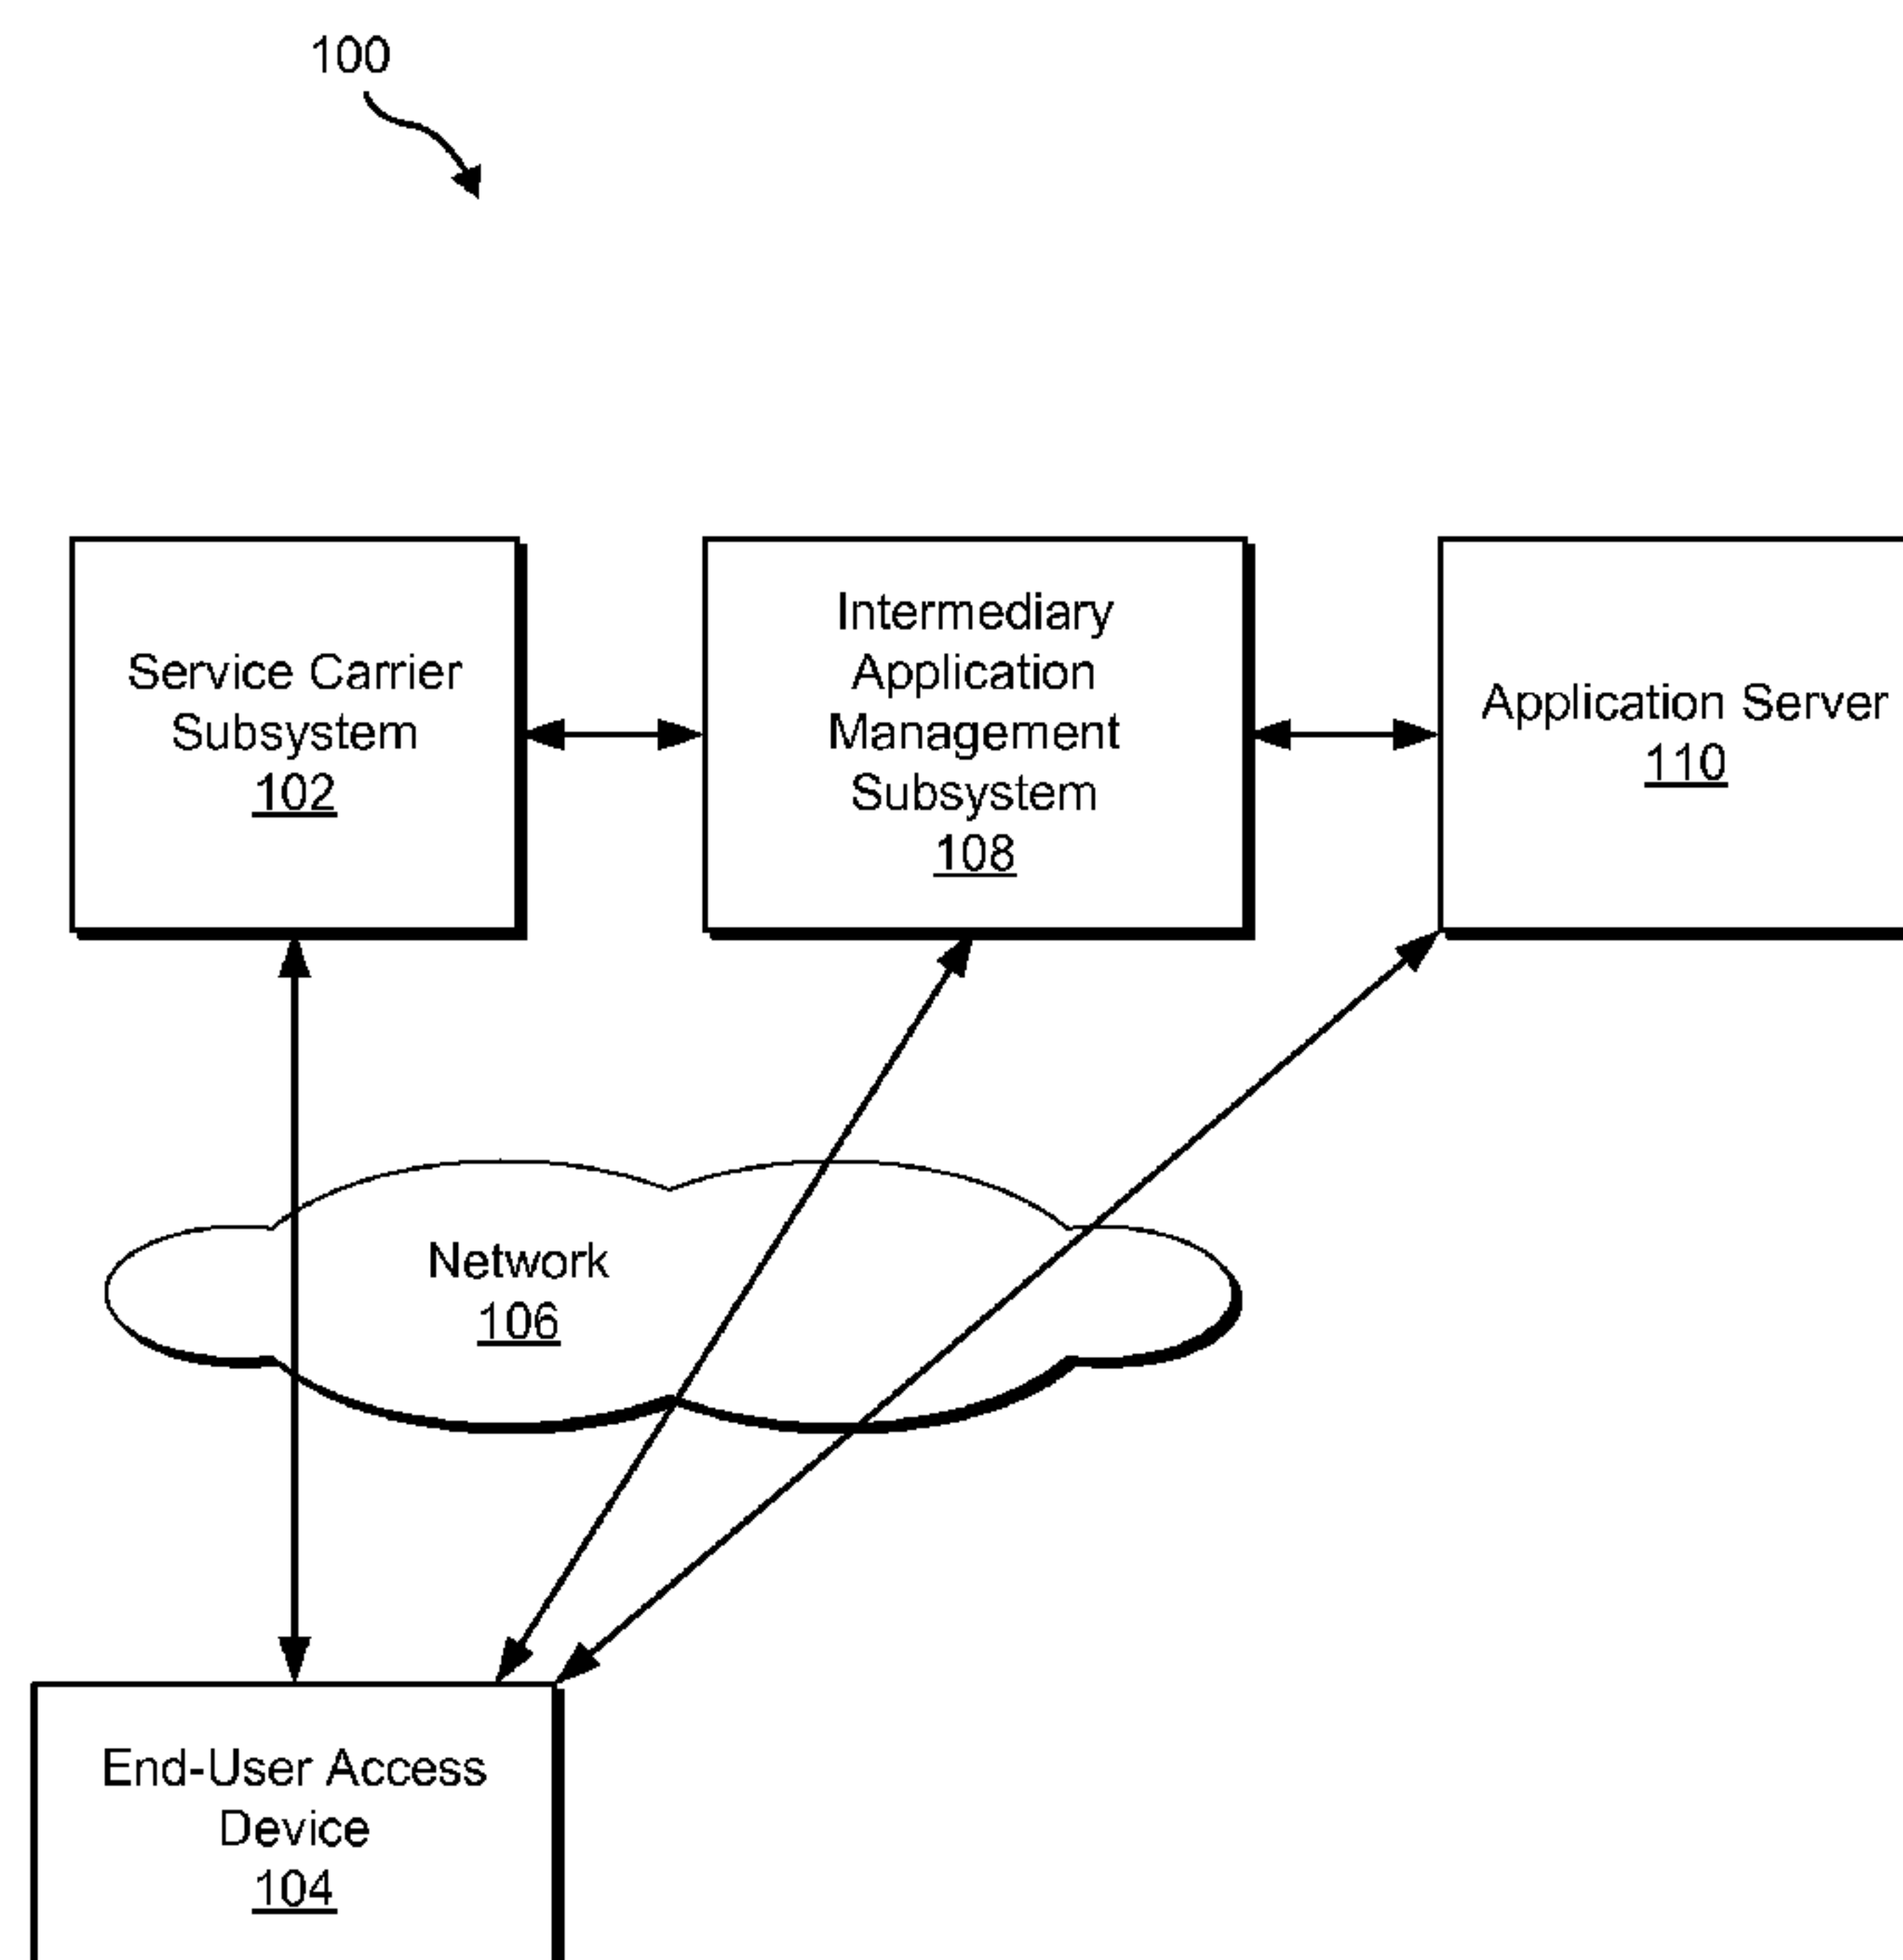 100
Service Carrier
Subsystem
102
Intermediary
Application
Management
Subsystem
108
Application Server
110
Network
106
End-User Access
Device
104